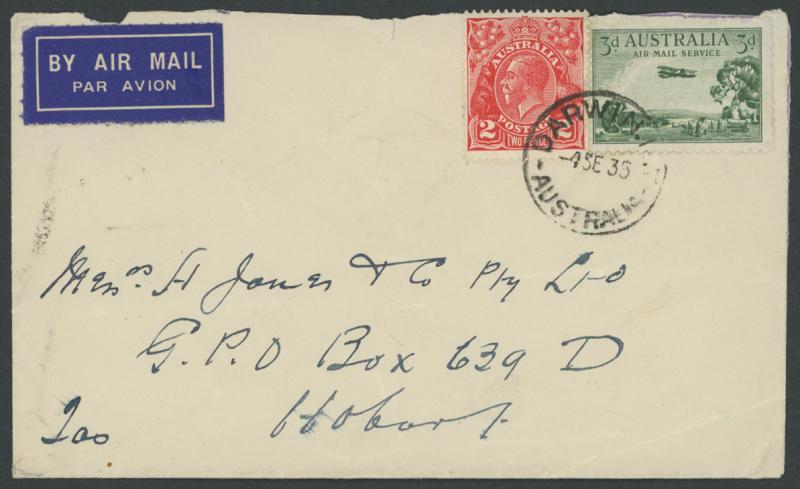 BY AIR MAIL
PAR AVION
AUSTRALIA
2 POSTAGE 2
TWO PENCE
3d AUSTRALIA 3d
AIR MAIL SERVICE
DARWIN
4 SE 35
AUSTRALIA
Messrs H Jones & Co Pty Ltd
G.P.O Box 639 D
Tas Hobart